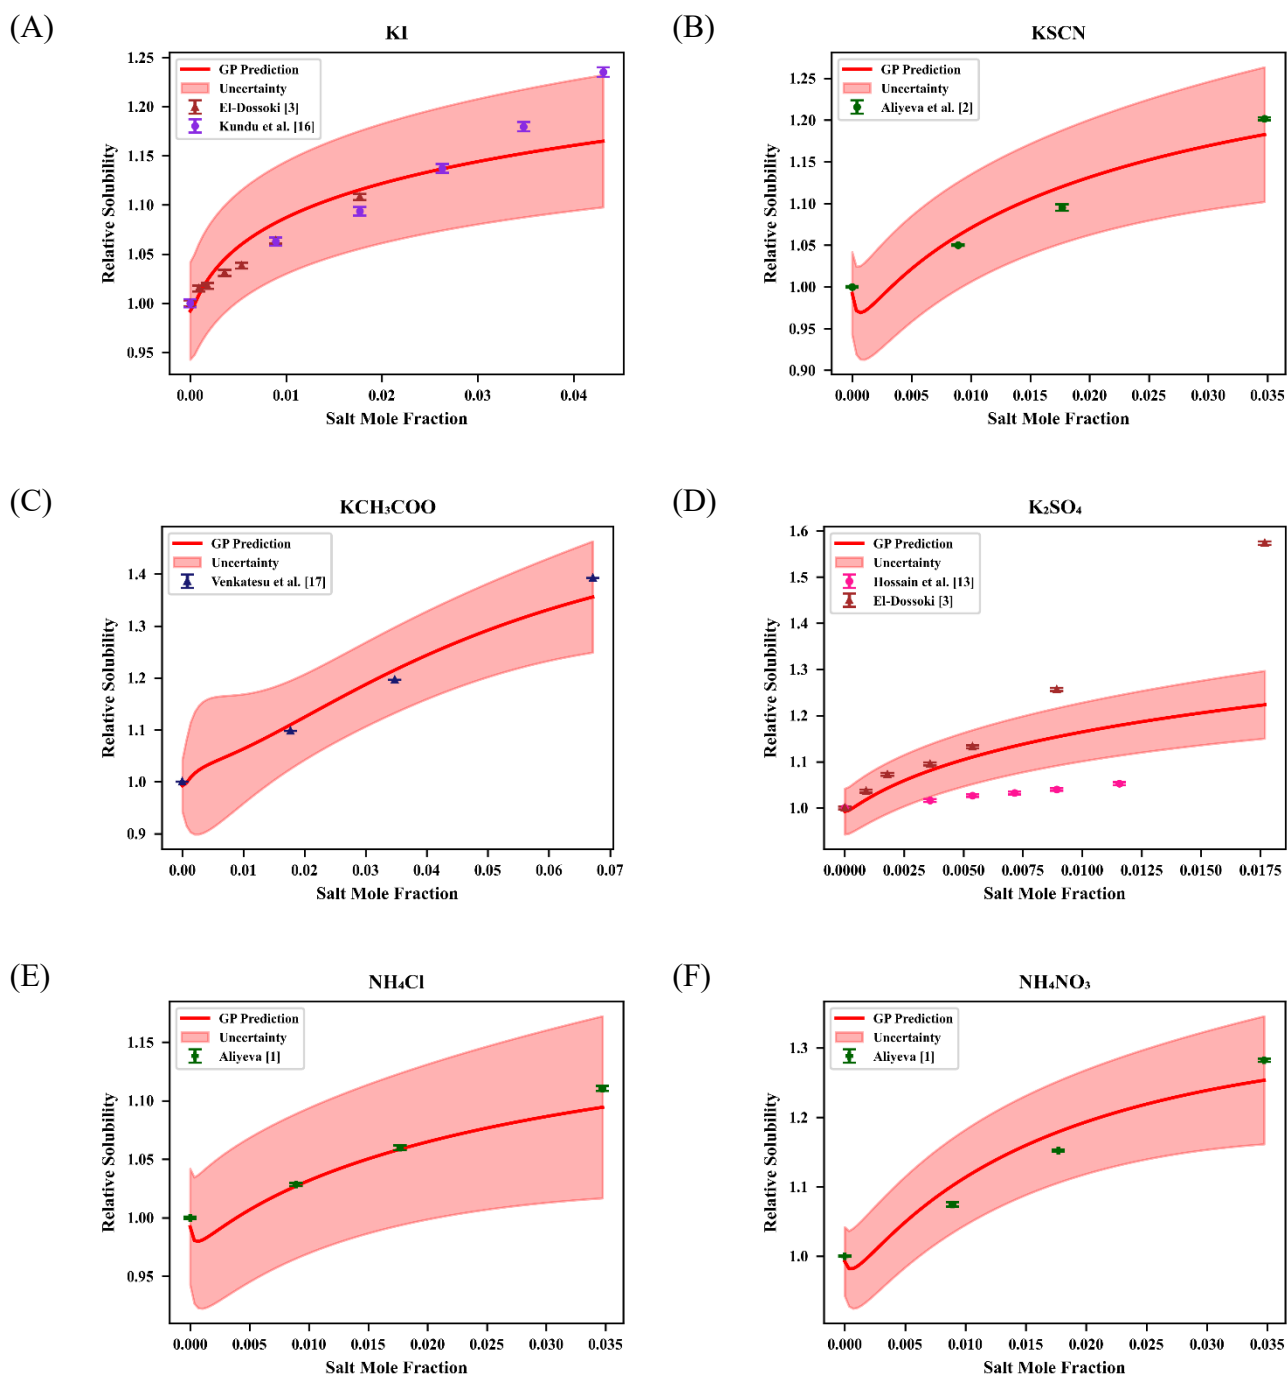 (A)
KI
GP Prediction
Uncertainty
El-Dossoki [3]
Kundu et al. [16]
Relative Solubility
1.25
1.20
1.15
1.10
1.05
1.00
0.95
0.00 0.01 0.02 0.03 0.04
Salt Mole Fraction
(B)
KSCN
GP Prediction
Uncertainty
Aliyeva et al. [2]
Relative Solubility
1.25
1.20
1.15
1.10
1.05
1.00
0.95
0.90
0.000 0.005 0.010 0.015 0.020 0.025 0.030 0.035
Salt Mole Fraction
(C)
KCH₃COO
GP Prediction
Uncertainty
Venkatesu et al. [17]
Relative Solubility
1.4
1.3
1.2
1.1
1.0
0.9
0.00 0.01 0.02 0.03 0.04 0.05 0.06 0.07
Salt Mole Fraction
(D)
K₂SO₄
GP Prediction
Uncertainty
Hossain et al. [13]
El-Dossoki [3]
Relative Solubility
1.6
1.5
1.4
1.3
1.2
1.1
1.0
0.0000 0.0025 0.0050 0.0075 0.0100 0.0125 0.0150 0.0175
Salt Mole Fraction
(E)
NH₄Cl
GP Prediction
Uncertainty
Aliyeva [1]
Relative Solubility
1.15
1.10
1.05
1.00
0.95
0.000 0.005 0.010 0.015 0.020 0.025 0.030 0.035
Salt Mole Fraction
(F)
NH₄NO₃
GP Prediction
Uncertainty
Aliyeva [1]
Relative Solubility
1.3
1.2
1.1
1.0
0.000 0.005 0.010 0.015 0.020 0.025 0.030 0.035
Salt Mole Fraction